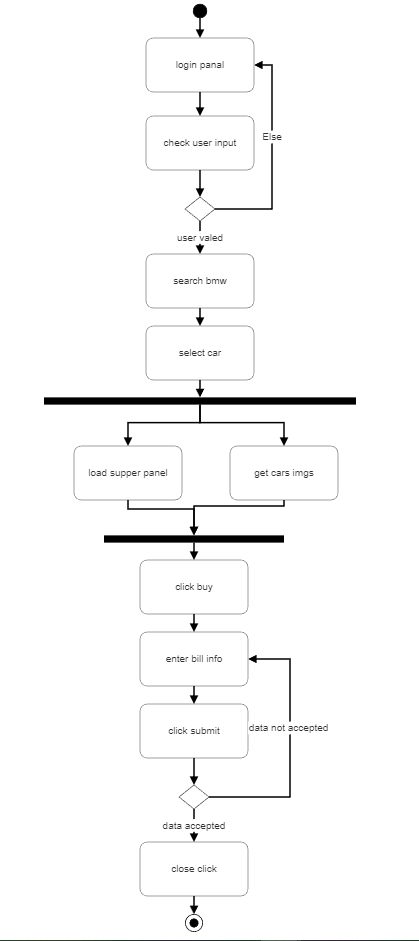 login panal
check user input
Else
user valed
search bmw
select car
load supper panel
get cars imgs
click buy
enter bill info
click submit
data not accepted
data accepted
close click